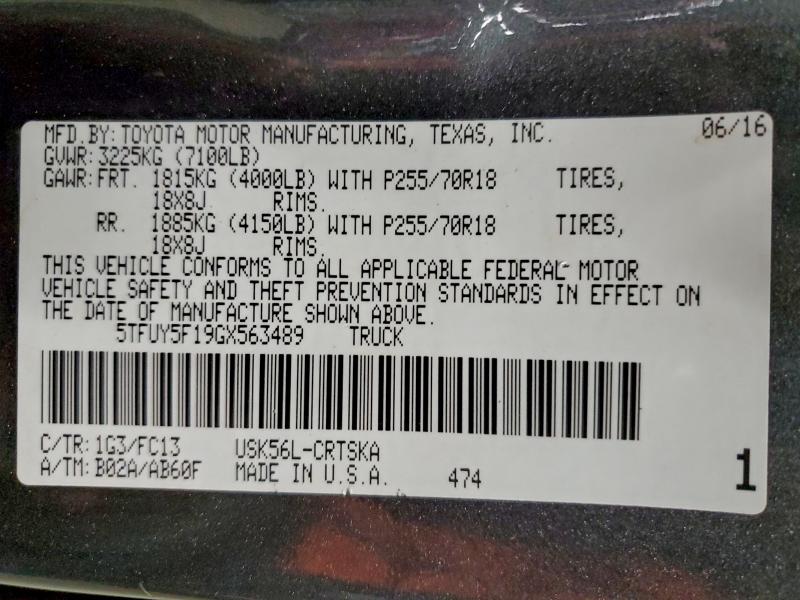 MFD.BY: TOYOTA MOTOR MANUFACTURING, TEXAS, INC. 06/16
GVWR: 3225KG (7100LB)
GAWR: FRT. 1815KG (4000LB) WITH P255/70R18 TIRES,
18X8J RIMS.
RR. 1885KG (4150LB) WITH P255/70R18 TIRES,
18X8J RIMS.
THIS VEHICLE CONFORMS TO ALL APPLICABLE FEDERAL MOTOR
VEHICLE SAFETY AND THEFT PREVENTION STANDARDS IN EFFECT ON
THE DATE OF MANUFACTURE SHOWN ABOVE.
5TFUY5F19GX563489 TRUCK
C/TR: 1G3/FC13 USK56L-CRTSKA
A/TM: B02A/AB60F MADE IN U.S.A. 474 1